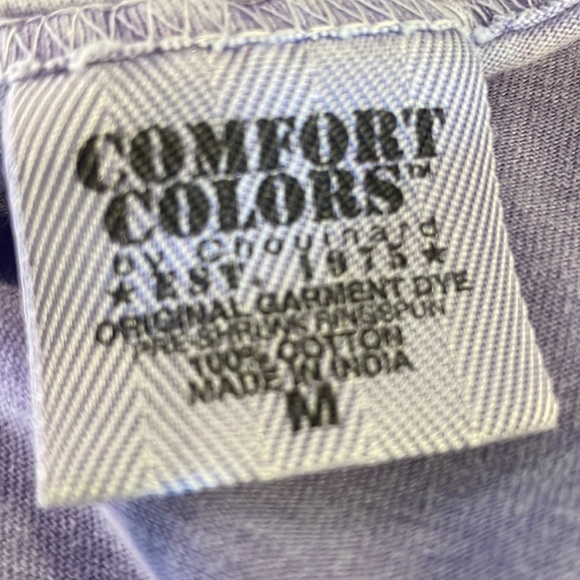 COMFORT
COLORS™
by Chouinard
★ EST. 1975 ★
ORIGINAL GARMENT DYE
PRE-SHRUNK RINGSPUN
100% COTTON
MADE IN INDIA
M